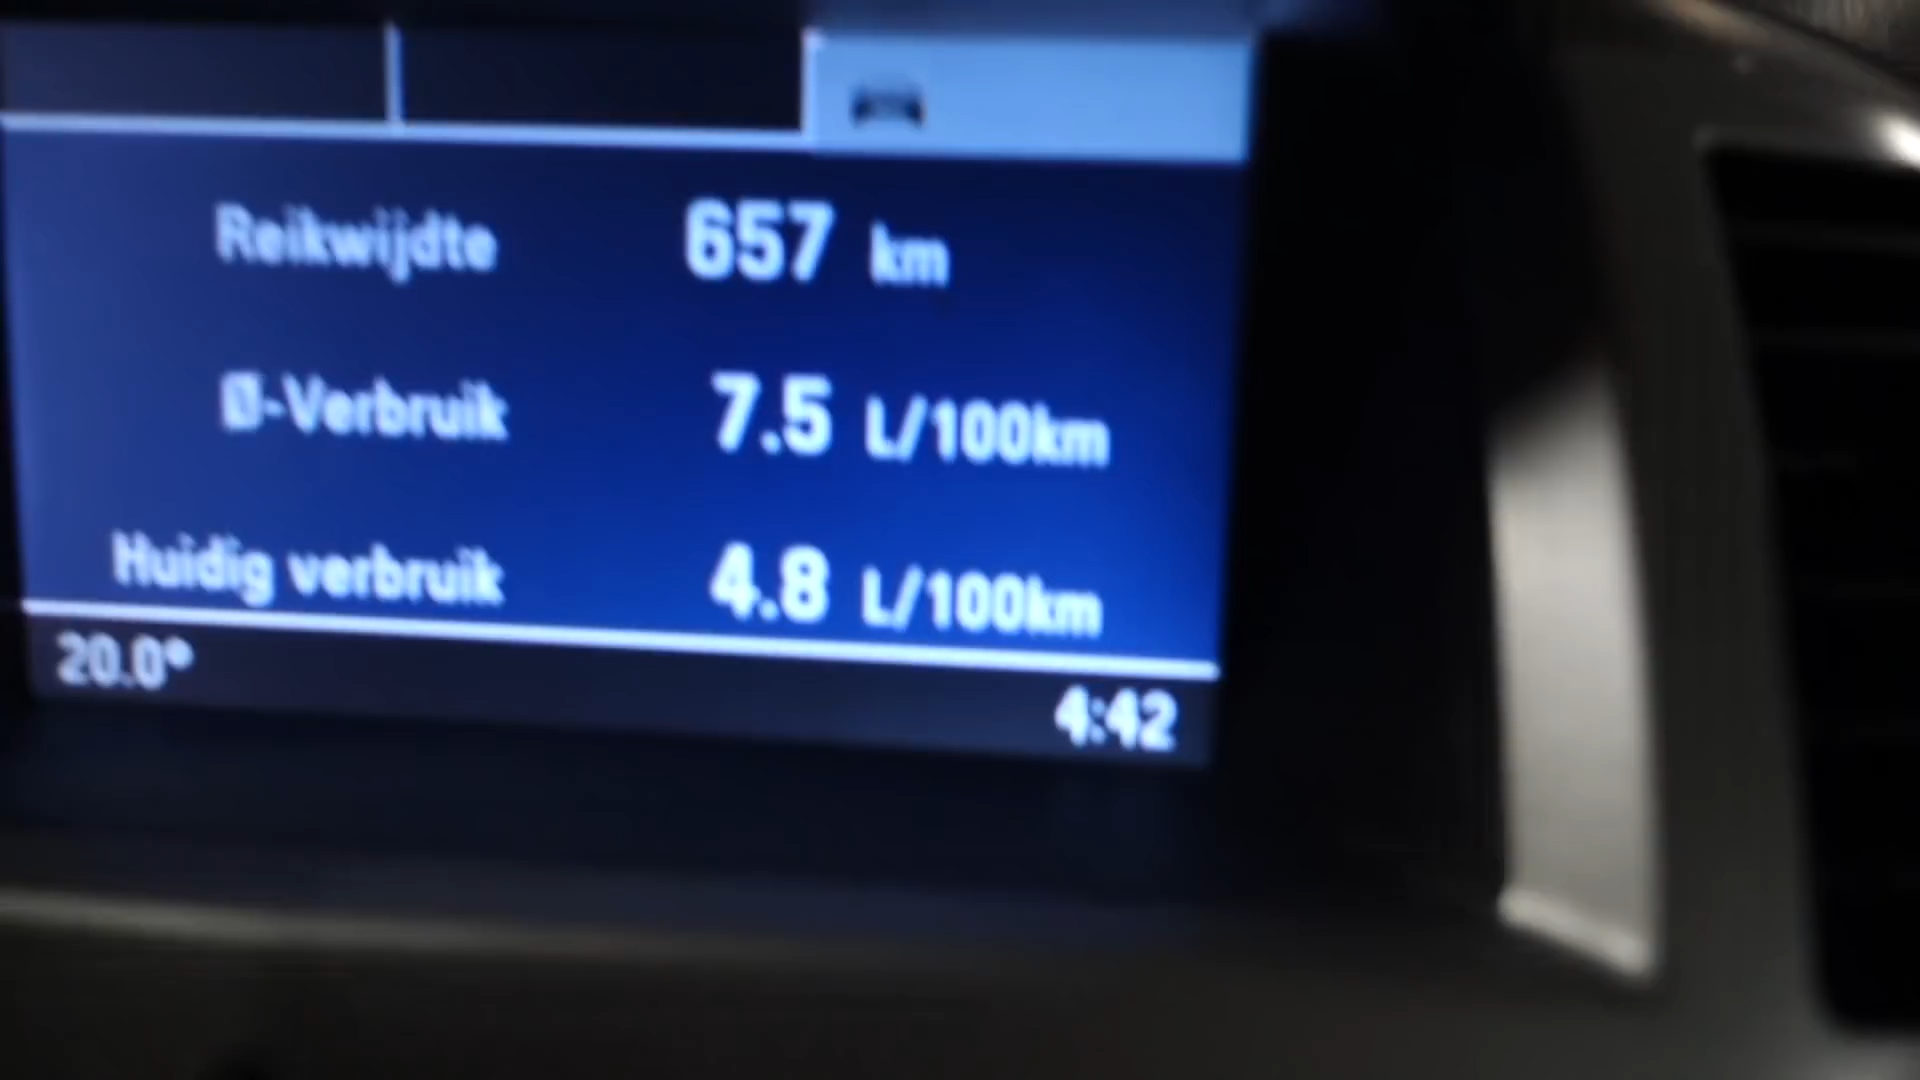 Reikwijdte 657 km
Ø-Verbruik 7.5 L/100km
Huidig verbruik 4.8 L/100km
20.0°
4:42